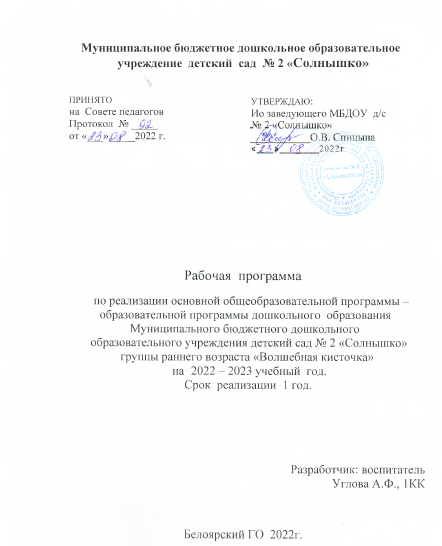 Муниципальное бюджетное дошкольное образовательное
учреждение детский сад № 2 «Солнышко»
ПРИНЯТО
на Совете педагогов
Протокол № 02
от «23» 08 2022 г.
УТВЕРЖДАЮ:
Ио заведующего МБДОУ д/с
№ 2 «Солнышко»
О.В. Спицына
« 23 » 08 2022г.
Рабочая программа
по реализации основной общеобразовательной программы –
образовательной программы дошкольного образования
Муниципального бюджетного дошкольного
образовательного учреждения детский сад № 2 «Солнышко»
группы раннего возраста «Волшебная кисточка»
на 2022 – 2023 учебный год.
Срок реализации 1 год.
Разработчик: воспитатель
Углова А.Ф., 1КК
Белоярский ГО 2022г.